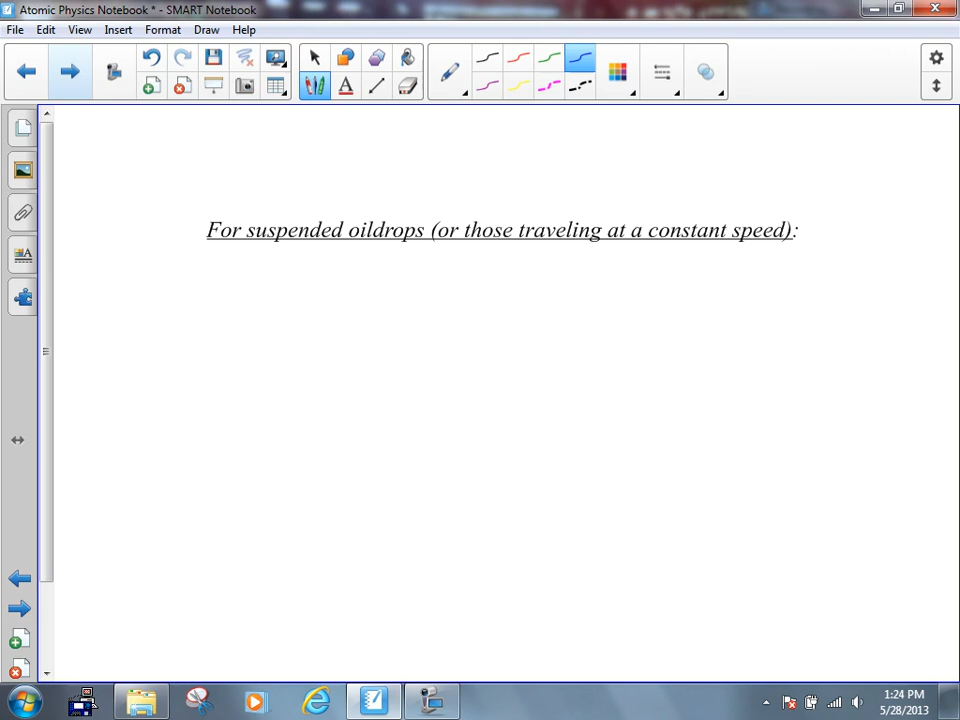 Atomic Physics Notebook * - SMART Notebook
File Edit View Insert Format Draw Help
For suspended oildrops (or those traveling at a constant speed):
1:24 PM
5/28/2013